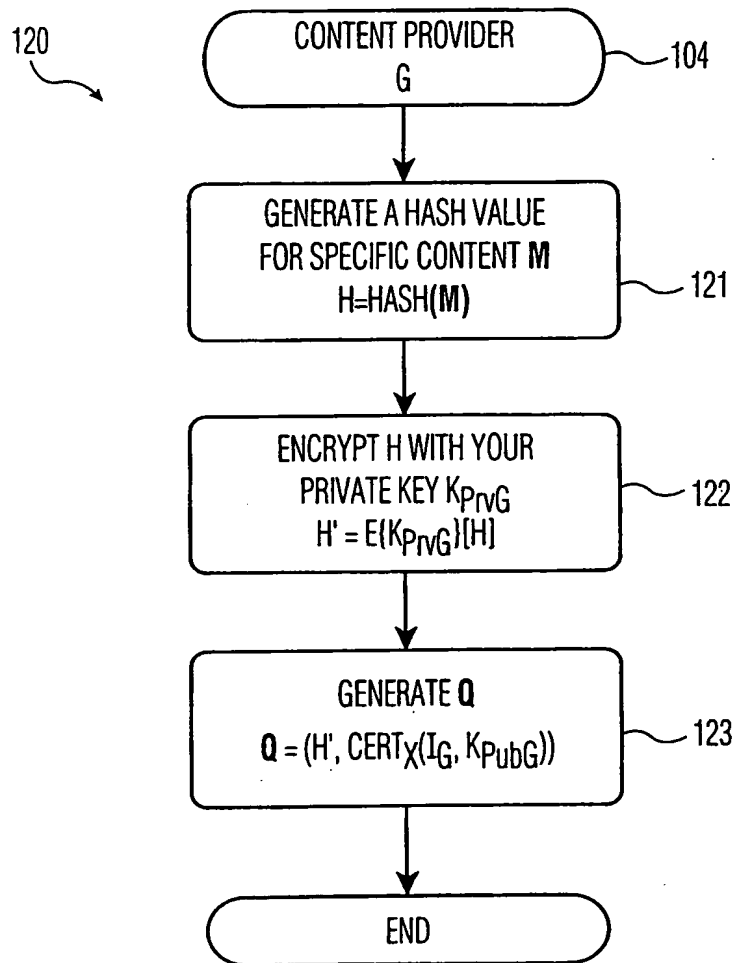 120
CONTENT PROVIDER
G
104
GENERATE A HASH VALUE
FOR SPECIFIC CONTENT M
H=HASH(M)
121
ENCRYPT H WITH YOUR
PRIVATE KEY KPrvG
H' = E{KPrvG}[H]
122
GENERATE Q
Q = (H', CERTX(IG, KPubG))
123
END